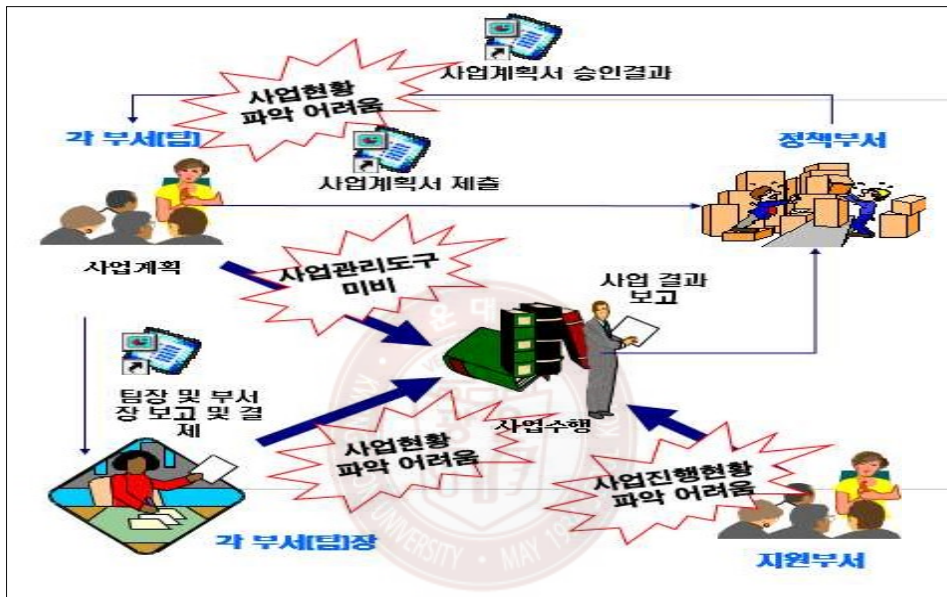 사업계획서 승인결과
사업현황
파악 어려움
각 부서(팀)
정책부서
사업계획서 제출
사업계획
사업관리도구
미비
사업 결과
보고
팀장 및 부서
장 보고 및 결
제
사업현황
파악 어려움
사업수행
사업진행현황
파악 어려움
각 부서(팀)장
지원부서
운 대
UNIVERSITY · MAY 19